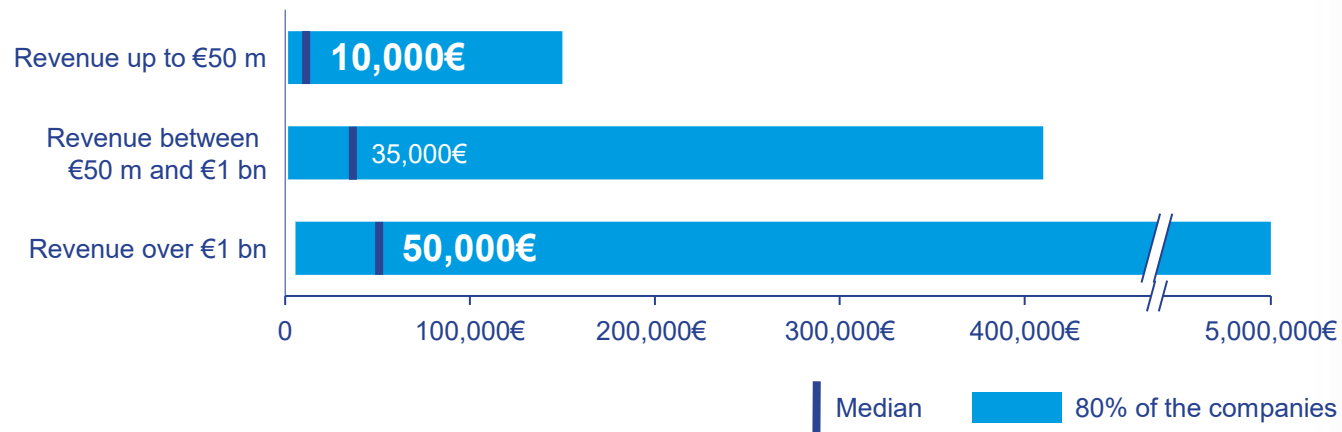 Revenue up to €50 m
10,000€
Revenue between
€50 m and €1 bn
35,000€
Revenue over €1 bn
50,000€
0
100,000€
200,000€
300,000€
400,000€
5,000,000€
Median
80% of the companies